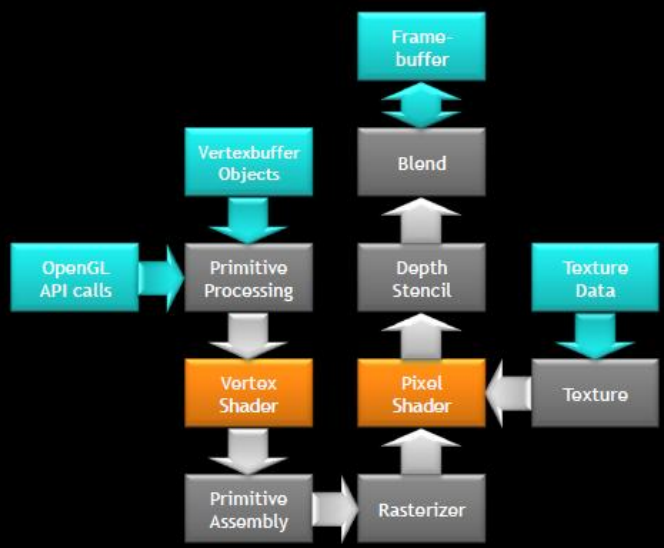 Frame-
buffer
Vertexbuffer
Objects
Blend
OpenGL
API calls
Primitive
Processing
Depth
Stencil
Texture
Data
Vertex
Shader
Pixel
Shader
Texture
Primitive
Assembly
Rasterizer